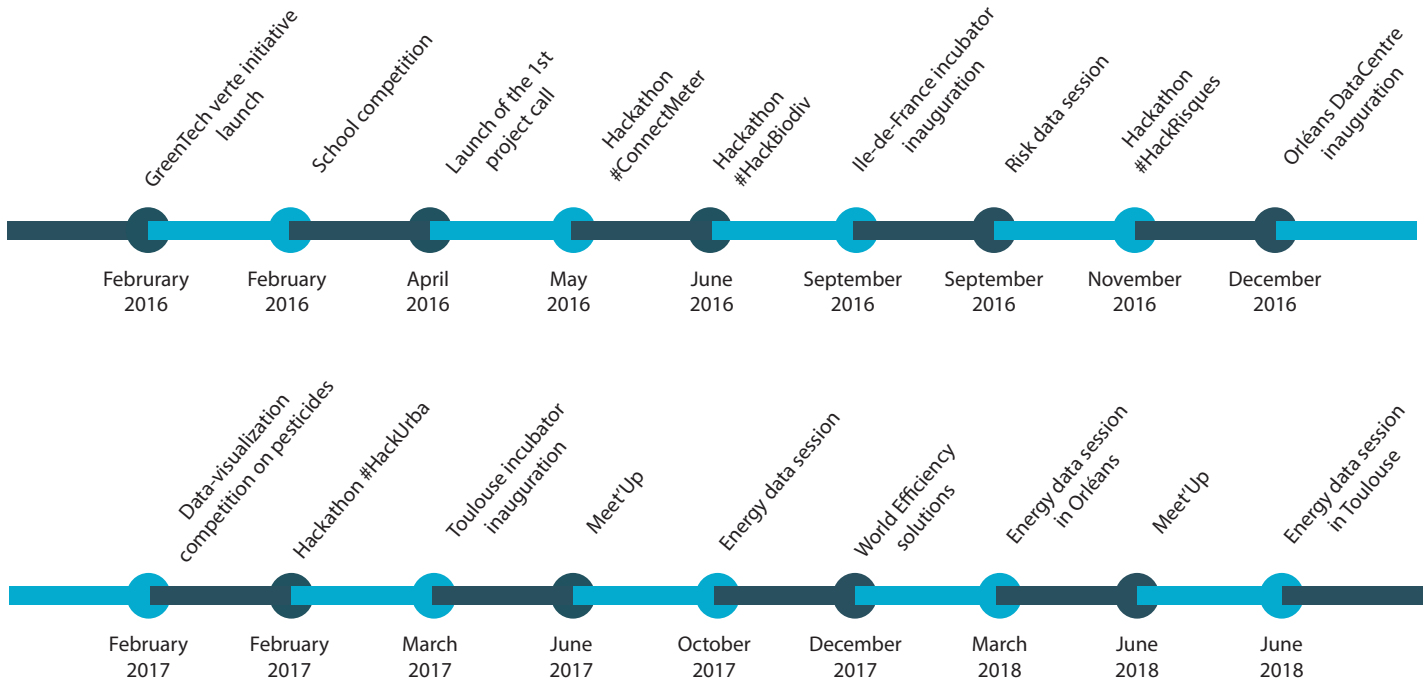 GreenTech verte initiative
launch
School competition
Launch of the 1st
project call
Hackathon
#ConnectMeter
Hackathon
#HackBiodiv
Ile-de-France incubator
inauguration
Risk data session
Hackathon
#HackRisques
Orléans DataCentre
inauguration
Februrary
2016
February
2016
April
2016
May
2016
June
2016
September
2016
September
2016
November
2016
December
2016
Data-visualization
competition on pesticides
Hackathon #HackUrba
Toulouse incubator
inauguration
Meet'Up
Energy data session
World Efficiency
solutions
Energy data session
in Orléans
Meet'Up
Energy data session
in Toulouse
February
2017
February
2017
March
2017
June
2017
October
2017
December
2017
March
2018
June
2018
June
2018